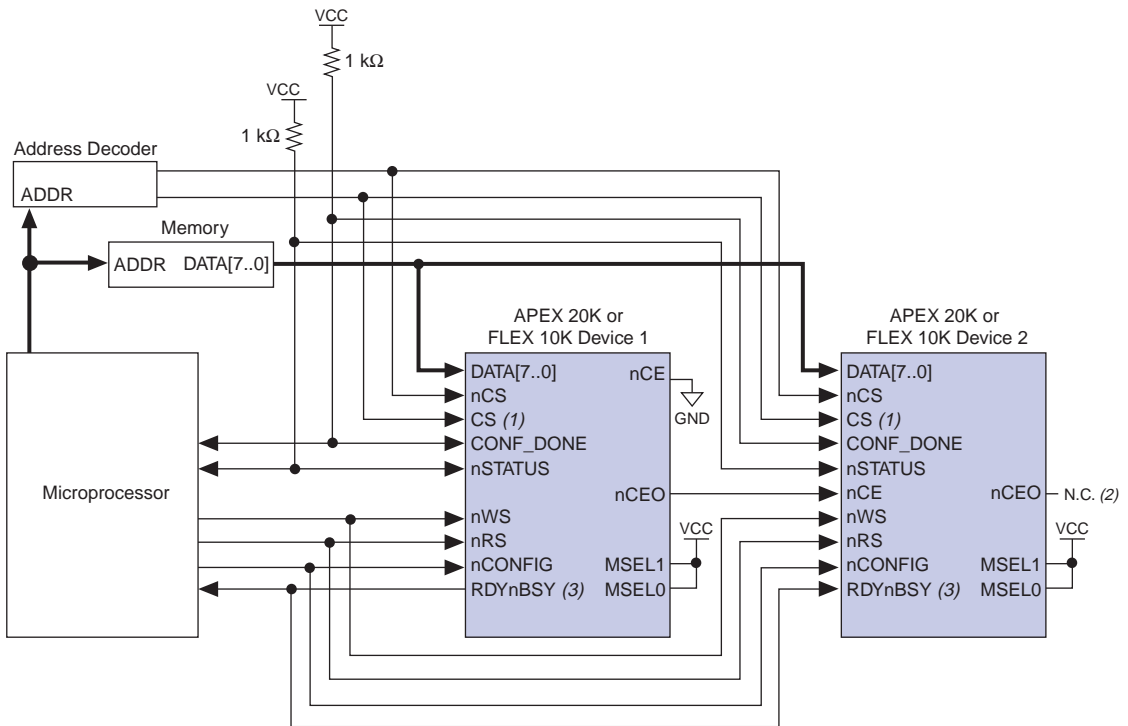 VCC
1 kΩ
VCC
1 kΩ
Address Decoder
ADDR
Memory
ADDR DATA[7..0]
APEX 20K or
FLEX 10K Device 1
DATA[7..0]
nCS
CS (1)
CONF_DONE
nSTATUS
nWS
nRS
nCONFIG
RDYnBSY (3)
nCE
GND
nCEO
VCC
MSEL1
MSEL0
APEX 20K or
FLEX 10K Device 2
DATA[7..0]
nCS
CS (1)
CONF_DONE
nSTATUS
nCE
nWS
nRS
nCONFIG
RDYnBSY (3)
nCEO
N.C. (2)
VCC
MSEL1
MSEL0
Microprocessor